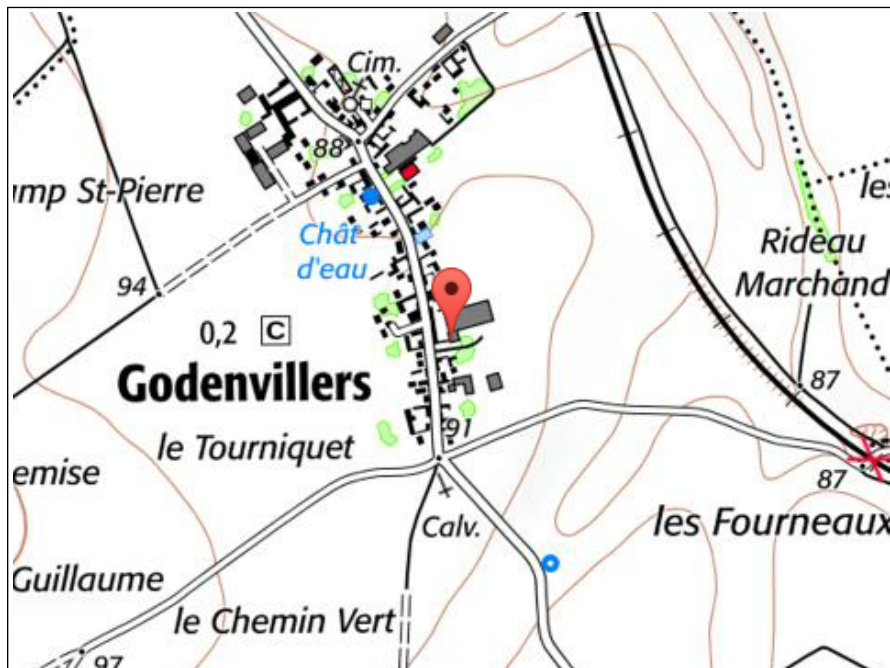 Cim.
88
amp St-Pierre
les
Chât
d'eau
Rideau
Marchand
94
0,2 C
Godenvillers
87
91
le Tourniquet
emise
87
les Fourneaux
Calv.
Guillaume
le Chemin Vert
97